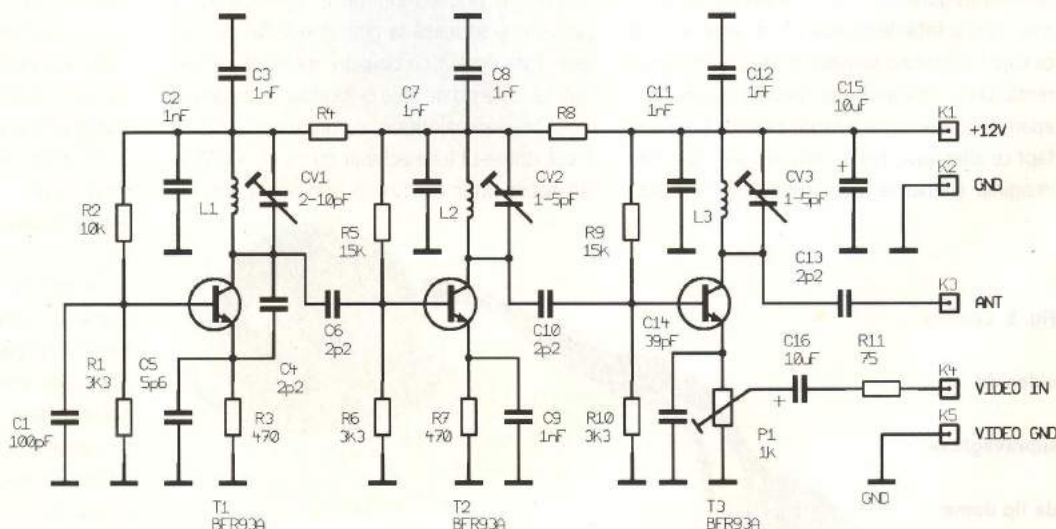 C3
1nF
C2
1nF
R4
C8
1nF
C7
1nF
R8
C12
1nF
C11
1nF
C15
10µF
K1
+12V
K2
GND
+
CV1
2-10pF
L1
R2
10k
CV2
1-5pF
L2
R5
15k
CV3
1-5pF
L3
R9
15k
C13
2p2
K3
ANT
C6
2p2
C10
2p2
C14
39pF
C16
10µF
+
R11
75
K4
VIDEO IN
K5
VIDEO GND
R1
3K3
C5
5p6
C4
2p2
C1
100pF
R3
470
R6
3K3
R7
470
C9
1nF
R10
3K3
P1
1k
GND
T1
BFR93A
T2
BFR93A
T3
BFR93A